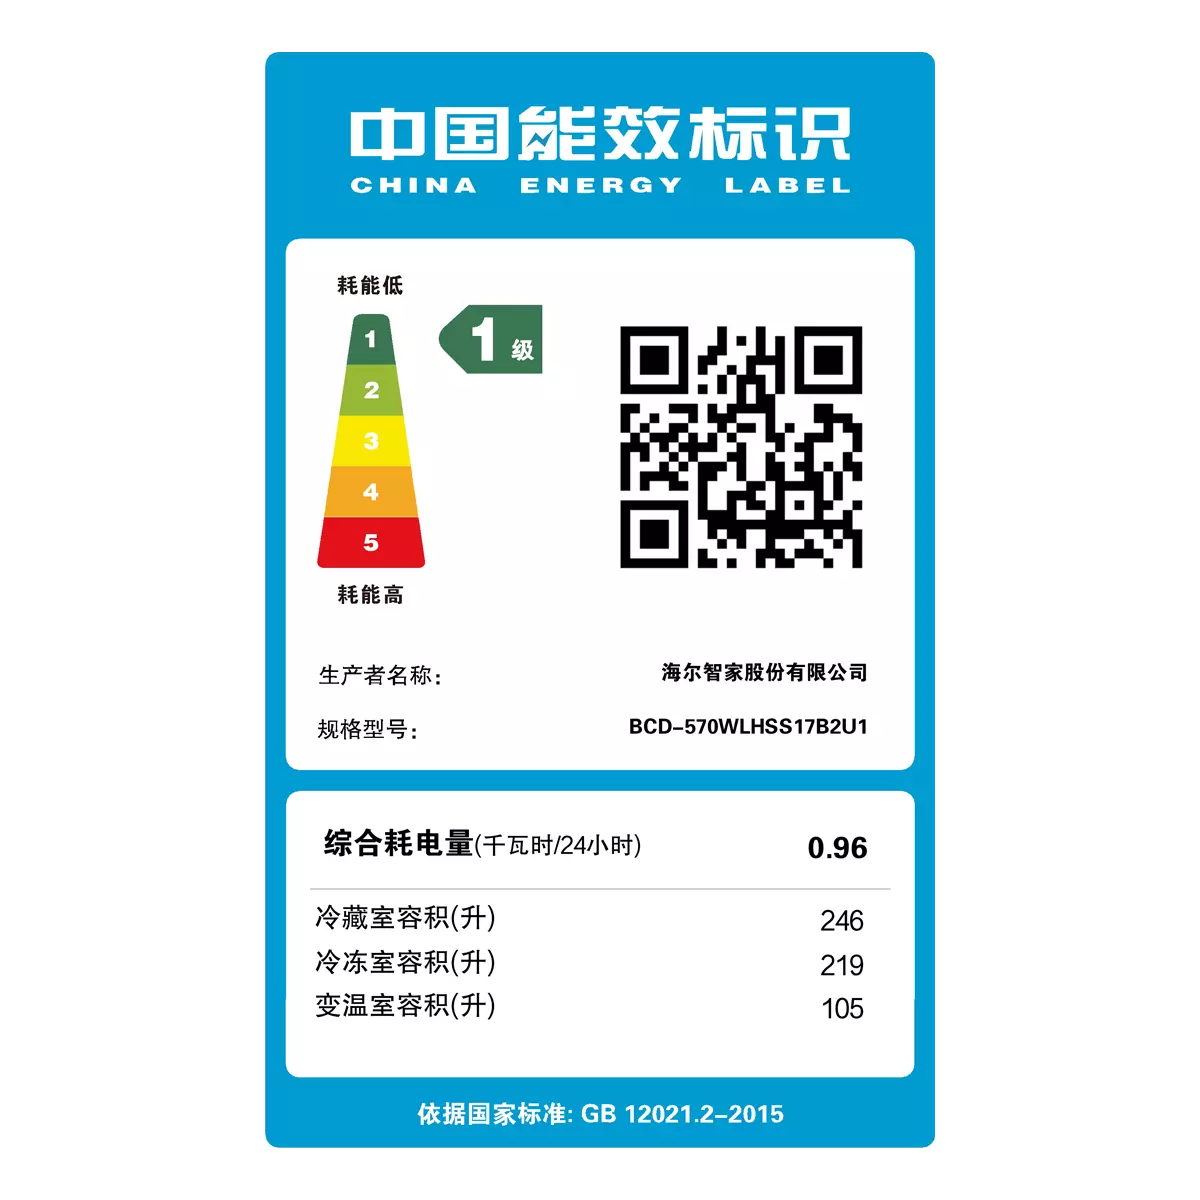 中国能效标识
CHINA ENERGY LABEL
耗能低
1
1级
2
3
4
5
耗能高
生产者名称: 海尔智家股份有限公司
规格型号: BCD-570WLHSS17B2U1
综合耗电量(千瓦时/24小时) 0.96
冷藏室容积(升) 246
冷冻室容积(升) 219
变温室容积(升) 105
依据国家标准: GB 12021.2-2015